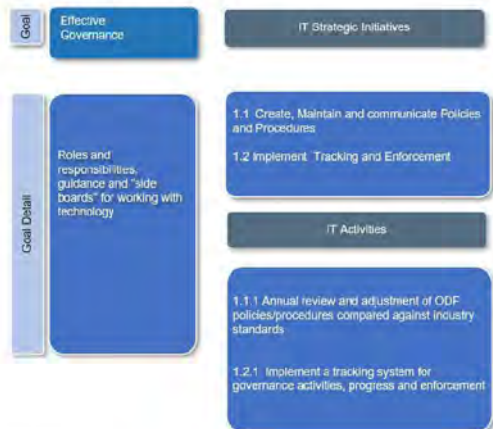 Goal
Effective
Governance
IT Strategic Initiatives
Goal Detail
Roles and
responsibilities,
guidance and "side
boards" for working with
technology
1.1 Create, Maintain and communicate Policies
and Procedures
1.2 Implement Tracking and Enforcement
IT Activities
1.1.1 Annual review and adjustment of ODF
policies/procedures compared against industry
standards
1.2.1 Implement a tracking system for
governance activities, progress and enforcement